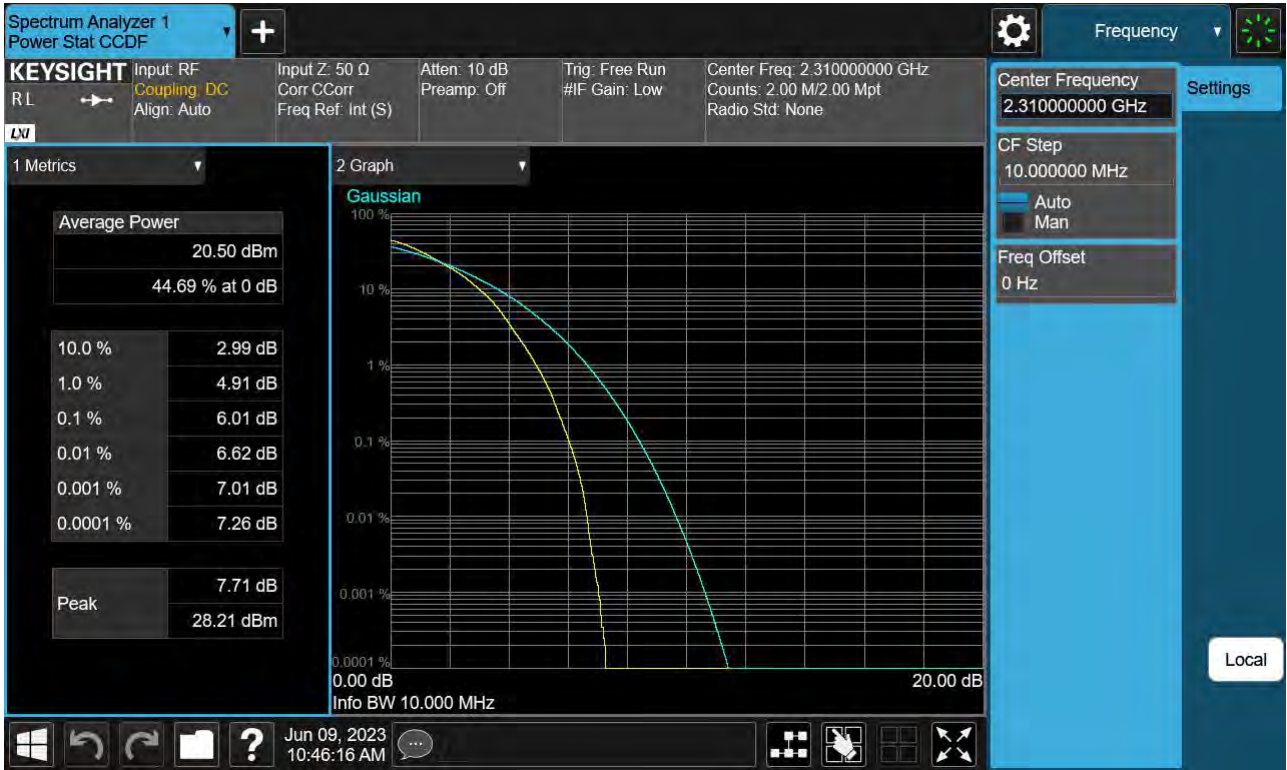 Spectrum Analyzer 1
Power Stat CCDF
Frequency
KEYSIGHT
R L
LXI
Input: RF
Coupling: DC
Align: Auto
Input Z: 50 Ω
Corr CCorr
Freq Ref: Int (S)
Atten: 10 dB
Preamp: Off
Trig: Free Run
#IF Gain: Low
Center Freq: 2.310000000 GHz
Counts: 2.00 M/2.00 Mpt
Radio Std: None
Center Frequency
2.310000000 GHz
Settings
CF Step
10.000000 MHz
Auto
Man
Freq Offset
0 Hz
Local
1 Metrics
Average Power
20.50 dBm
44.69 % at 0 dB
10.0 % 2.99 dB
1.0 % 4.91 dB
0.1 % 6.01 dB
0.01 % 6.62 dB
0.001 % 7.01 dB
0.0001 % 7.26 dB
Peak
7.71 dB
28.21 dBm
2 Graph
Gaussian
100 %
10 %
1 %
0.1 %
0.01 %
0.001 %
0.0001 %
0.00 dB 20.00 dB
Info BW 10.000 MHz
?
Jun 09, 2023
10:46:16 AM